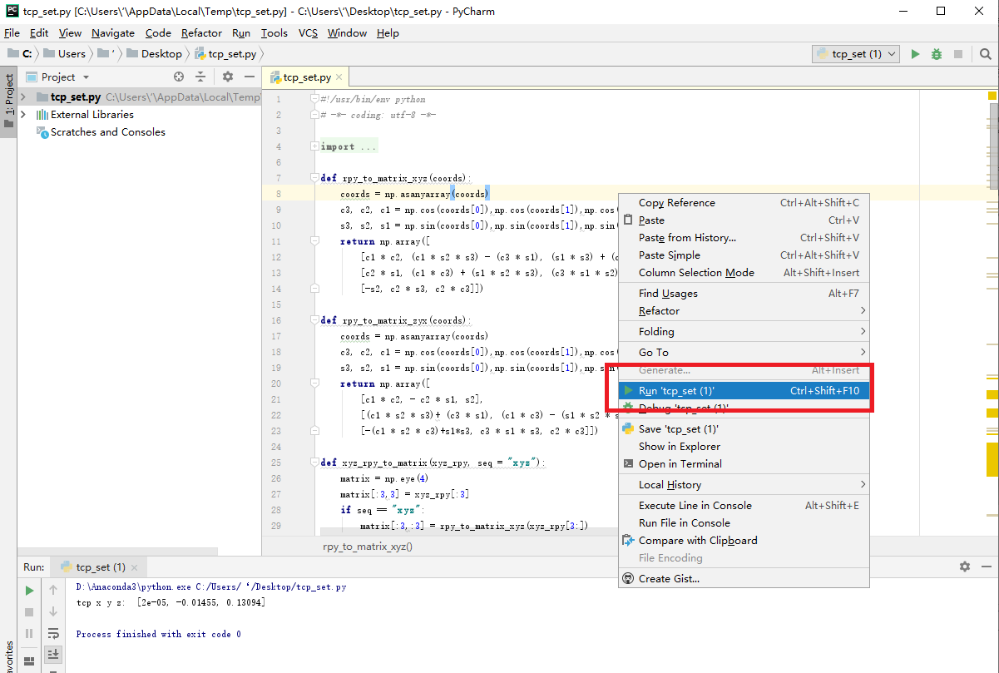 tcp_set.py [C:\Users\'\AppData\Local\Temp\tcp_set.py] - C:\Users\'\Desktop\tcp_set.py - PyCharm
File Edit View Navigate Code Refactor Run Tools VCS Window Help
C: Users ' Desktop tcp_set.py tcp_set (1)
1: Project
Project
tcp_set.py C:\Users\'\AppData\Local\Temp
External Libraries
Scratches and Consoles
tcp_set.py
1 #!/usr/bin/env python
2 # -*- coding: utf-8 -*-
3
4 import ...
6
7 def rpy_to_matrix_xyz(coords):
8 coords = np.asanyarray(coords)
9 c3, c2, c1 = np.cos(coords[0]),np.cos(coords[1]),np.cos
10 s3, s2, s1 = np.sin(coords[0]),np.sin(coords[1]),np.sin
11 return np.array([
12 [c1 * c2, (c1 * s2 * s3) - (c3 * s1), (s1 * s3) + (c
13 [c2 * s1, (c1 * c3) + (s1 * s2 * s3), (c3 * s1 * s2)
14 [-s2, c2 * s3, c2 * c3]])
15
16 def rpy_to_matrix_zyx(coords):
17 coords = np.asanyarray(coords)
18 c3, c2, c1 = np.cos(coords[0]),np.cos(coords[1]),np.cos
19 s3, s2, s1 = np.sin(coords[0]),np.sin(coords[1]),np.sin
20 return np.array([
21 [c1 * c2, - c2 * s1, s2],
22 [(c1 * s2 * s3)+ (c3 * s1), (c1 * c3) - (s1 * s2 * s
23 [-(c1 * s2 * c3)+s1*s3, c3 * s1 * s3, c2 * c3]])
24
25 def xyz_rpy_to_matrix(xyz_rpy, seq = "xyz"):
26 matrix = np.eye(4)
27 matrix[:3,3] = xyz_rpy[:3]
28 if seq == "xyz":
29 matrix[:3,:3] = rpy_to_matrix_xyz(xyz_rpy[3:])
rpy_to_matrix_xyz()
Copy Reference Ctrl+Alt+Shift+C
Paste Ctrl+V
Paste from History... Ctrl+Shift+V
Paste Simple Ctrl+Alt+Shift+V
Column Selection Mode Alt+Shift+Insert
Find Usages Alt+F7
Refactor
Folding
Go To
Generate... Alt+Insert
Run 'tcp_set (1)' Ctrl+Shift+F10
Debug 'tcp_set (1)'
Save 'tcp_set (1)'
Show in Explorer
Open in Terminal
Local History
Execute Line in Console Alt+Shift+E
Run File in Console
Compare with Clipboard
File Encoding
Create Gist...
Run: tcp_set (1)
D:\Anaconda3\python.exe C:/Users/‘/Desktop/tcp_set.py
tcp x y z: [2e-05, -0.01455, 0.13094]
Process finished with exit code 0